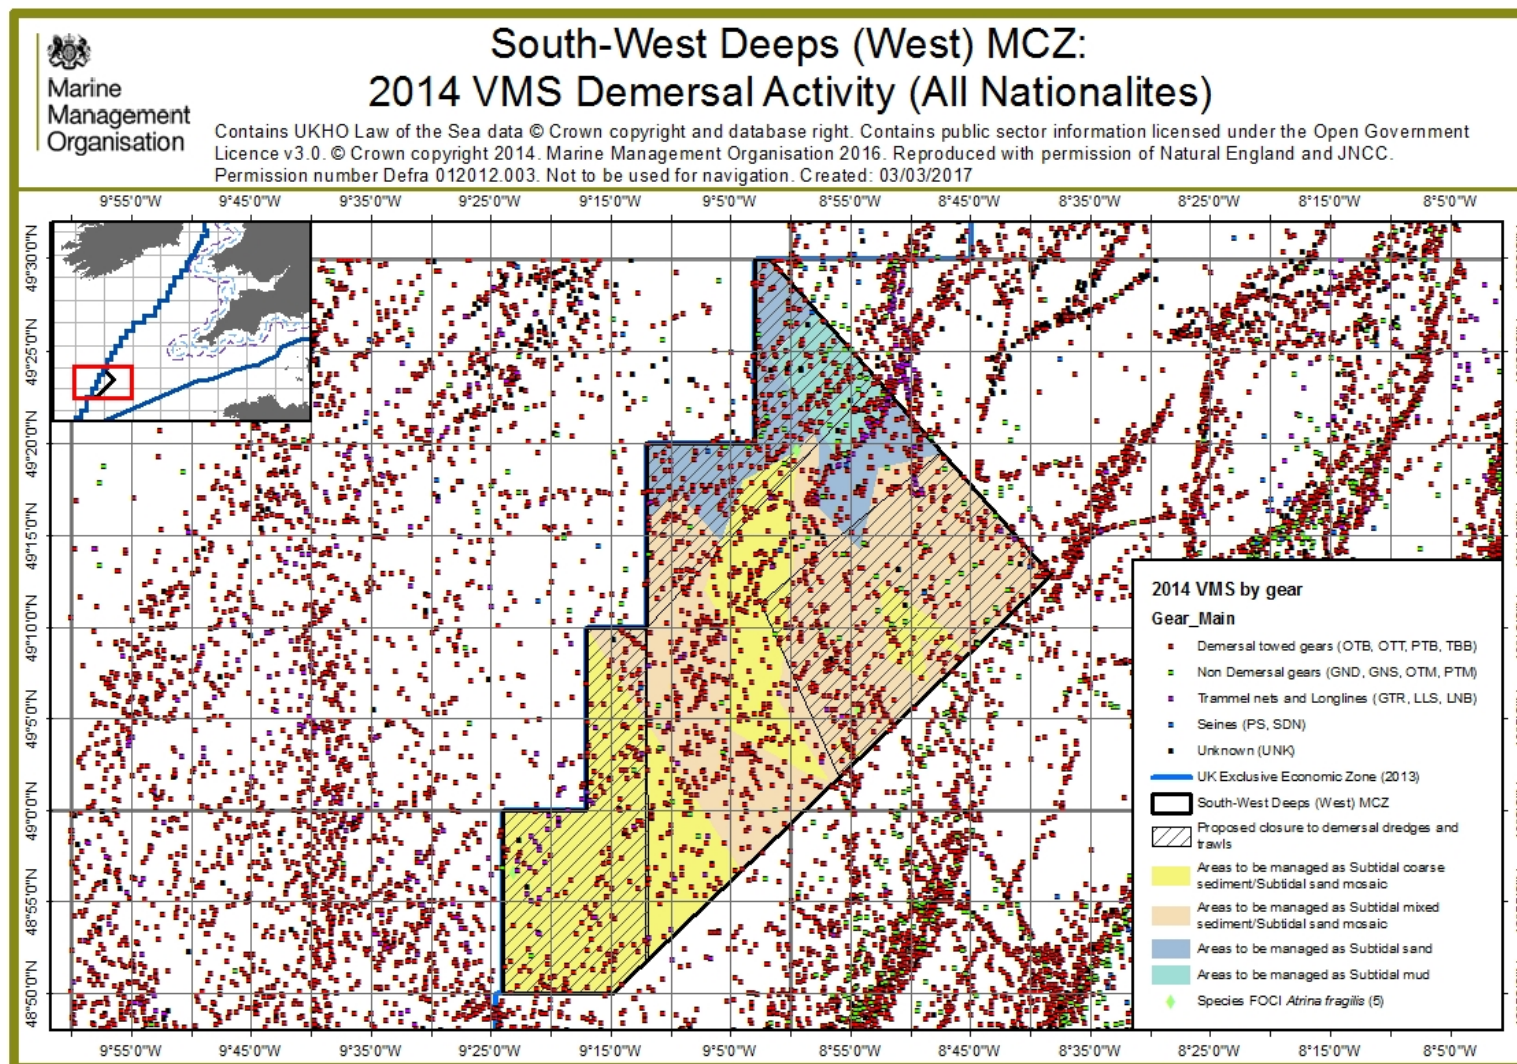 Marine
Management
Organisation
South-West Deeps (West) MCZ:
2014 VMS Demersal Activity (All Nationalites)
Contains UKHO Law of the Sea data © Crown copyright and database right. Contains public sector information licensed under the Open Government
Licence v3.0. © Crown copyright 2014. Marine Management Organisation 2016. Reproduced with permission of Natural England and JNCC.
Permission number Defra 012012.003. Not to be used for navigation. Created: 03/03/2017
9°55'0"W 9°45'0"W 9°35'0"W 9°25'0"W 9°15'0"W 9°5'0"W 8°55'0"W 8°45'0"W 8°25'0"W 8°15'0"W 8°5'0"W
49°30'0"N
49°25'0"N
49°20'0"N
49°15'0"N
49°10'0"N
49°5'0"N
49°0'0"N
48°55'0"N
48°50'0"N
2014 VMS by gear
Gear_Main
Demersal towed gears (OTB, OTT, PTB, TBB)
Non Demersal gears (GND, GNS, OTM, PTM)
Trammel nets and Longlines (GTR, LLS, LNB)
Seines (PS, SDN)
Unknown (UNK)
UK Exclusive Economic Zone (2013)
South-West Deeps (West) MCZ
Proposed closure to demersal dredges and
trawls
Areas to be managed as Subtidal coarse
sediment/Subtidal sand mosaic
Areas to be managed as Subtidal mixed
sediment/Subtidal sand mosaic
Areas to be managed as Subtidal sand
Areas to be managed as Subtidal mud
Species FOCI Atrina fragilis (5)
9°55'0"W 9°45'0"W 9°35'0"W 9°25'0"W 9°15'0"W 9°5'0"W 8°55'0"W 8°45'0"W 8°35'0"W 8°25'0"W 8°15'0"W 8°5'0"W